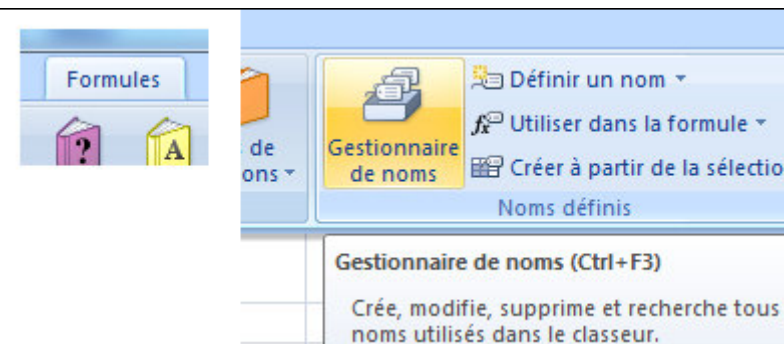 Formules
?
A
de
ons
Gestionnaire
de noms
Définir un nom
fx Utiliser dans la formule
Créer à partir de la sélectio
Noms définis
Gestionnaire de noms (Ctrl+F3)
Crée, modifie, supprime et recherche tous
noms utilisés dans le classeur.